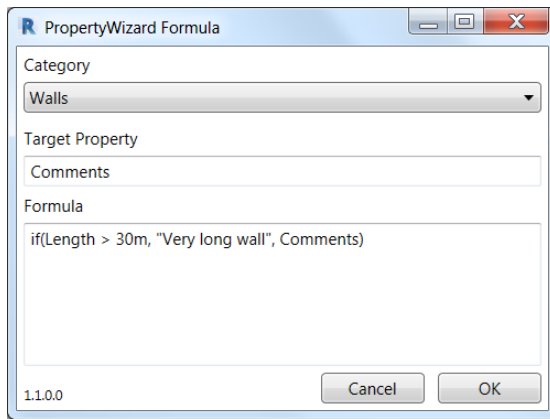 PropertyWizard Formula
Category
Walls
Target Property
Comments
Formula
if(Length > 30m, "Very long wall", Comments)
1.1.0.0
Cancel
OK